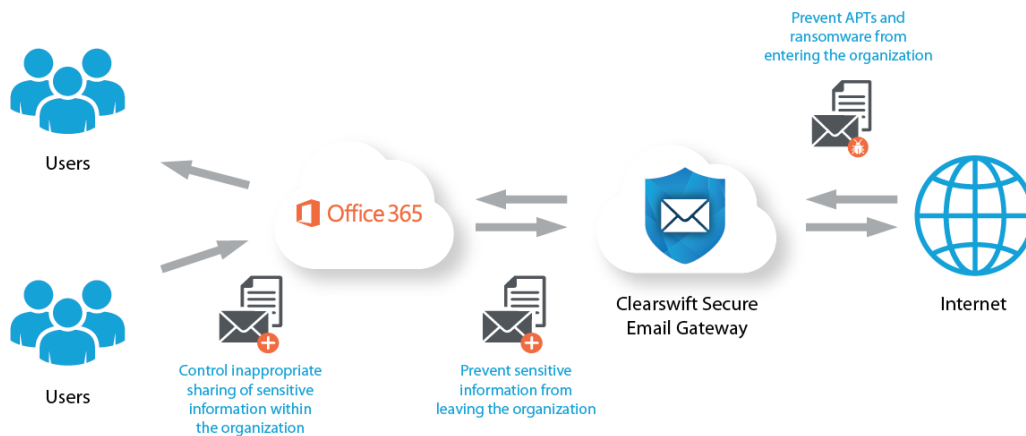 Prevent APTs and
ransomware from
entering the organization
Users
Office 365
Clearswift Secure
Email Gateway
Internet
Users
Control inappropriate
sharing of sensitive
information within
the organization
Prevent sensitive
information from
leaving the organization